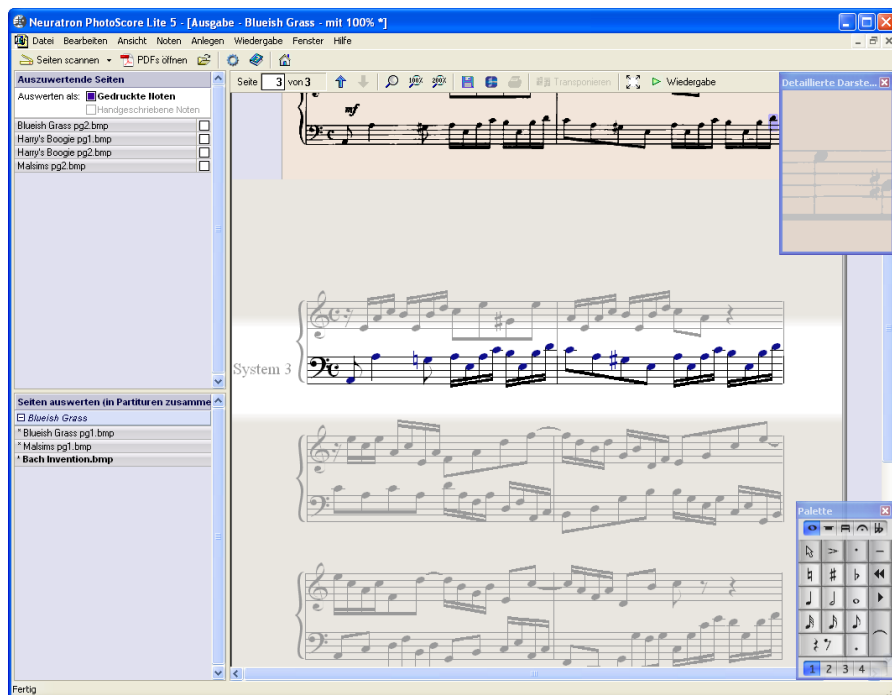 Neuratron PhotoScore Lite 5 - [Ausgabe - Blueish Grass - mit 100% *]
Datei Bearbeiten Ansicht Noten Anlegen Wiedergabe Fenster Hilfe
Seiten scannen PDFs öffnen
Auszuwertende Seiten
Auswerten als: Gedruckte Noten
Handgeschriebene Noten
Blueish Grass pg2.bmp
Harry's Boogie pg1.bmp
Harry's Boogie pg2.bmp
Malsims pg2.bmp
Seite 3 von 3 100% 200% Transponieren Wiedergabe
Detaillierte Darste...
mf
System 3
Seiten auswerten (in Partituren zusamme
Blueish Grass
* Blueish Grass pg1.bmp
* Malsims pg1.bmp
* Bach Invention.bmp
Palette
1 2 3 4
Fertig